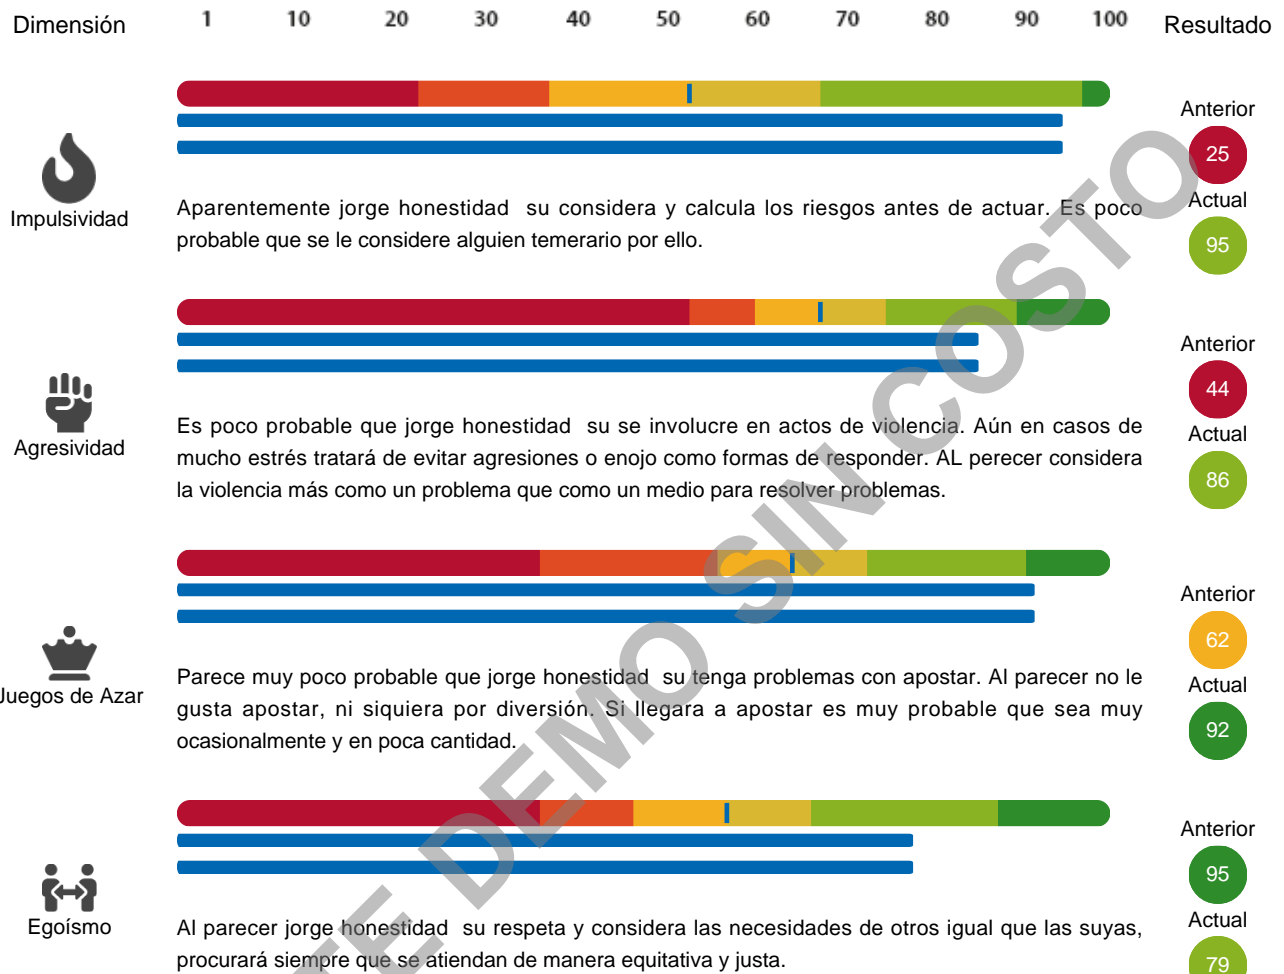 Dimensión 1 10 20 30 40 50 60 70 80 90 100 Resultado
Impulsividad
Aparentemente jorge honestidad su considera y calcula los riesgos antes de actuar. Es poco
probable que se le considere alguien temerario por ello.
Anterior
25
Actual
95
Agresividad
Es poco probable que jorge honestidad su se involucre en actos de violencia. Aún en casos de
mucho estrés tratará de evitar agresiones o enojo como formas de responder. AL perecer considera
la violencia más como un problema que como un medio para resolver problemas.
Anterior
44
Actual
86
Juegos de Azar
Parece muy poco probable que jorge honestidad su tenga problemas con apostar. Al parecer no le
gusta apostar, ni siquiera por diversión. Si llegara a apostar es muy probable que sea muy
ocasionalmente y en poca cantidad.
Anterior
62
Actual
92
Egoísmo
Al parecer jorge honestidad su respeta y considera las necesidades de otros igual que las suyas,
procurará siempre que se atiendan de manera equitativa y justa.
Anterior
95
Actual
79
TE DEMO SIN COSTO